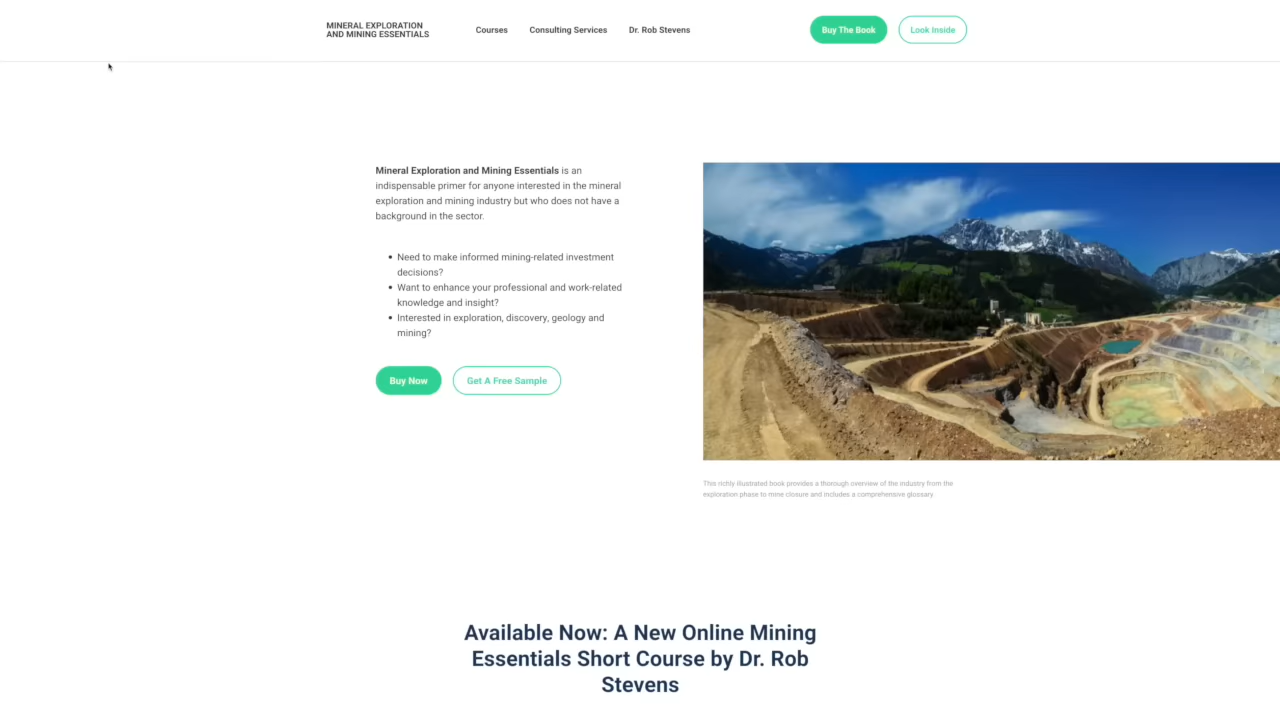 MINERAL EXPLORATION
AND MINING ESSENTIALS
Courses
Consulting Services
Dr. Rob Stevens
Buy The Book
Look Inside
Mineral Exploration and Mining Essentials is an
indispensable primer for anyone interested in the mineral
exploration and mining industry but who does not have a
background in the sector.
• Need to make informed mining-related investment
decisions?
• Want to enhance your professional and work-related
knowledge and insight?
• Interested in exploration, discovery, geology and
mining?
Buy Now
Get A Free Sample
This richly illustrated book provides a thorough overview of the industry from the
exploration phase to mine closure and includes a comprehensive glossary
Available Now: A New Online Mining
Essentials Short Course by Dr. Rob
Stevens